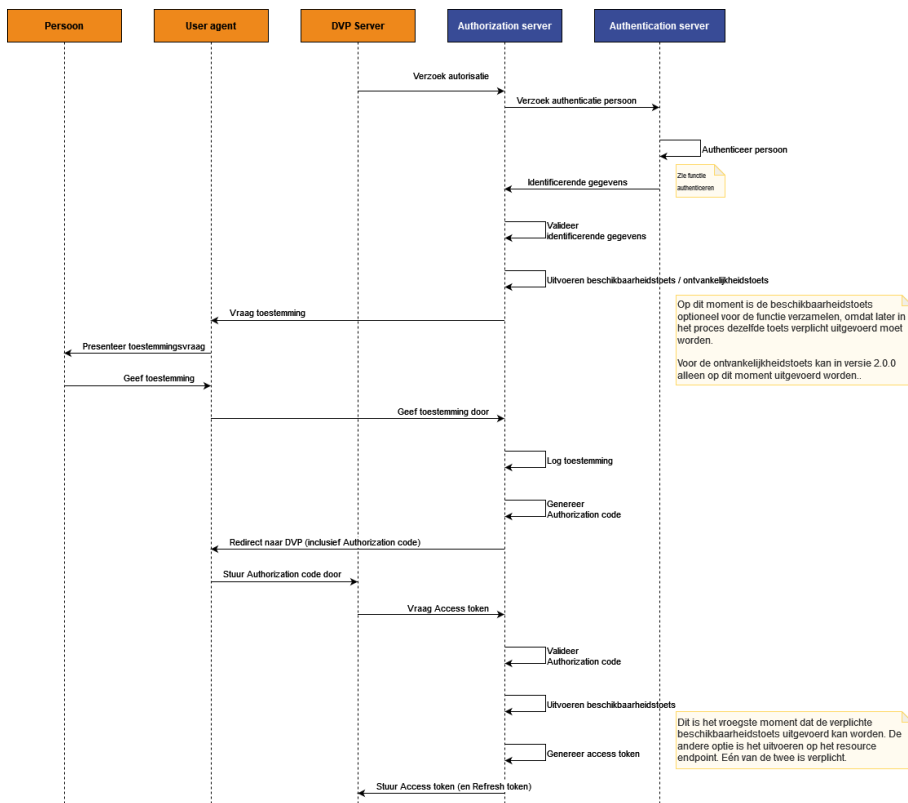 Persoon
User agent
DVP Server
Authorization server
Authentication server
Verzoek autorisatie
Verzoek authenticatie persoon
Authenticeer persoon
Zie functie
authenticeren
Identificerende gegevens
Valideer
identificerende gegevens
Uitvoeren beschikbaarheidstoets / ontvankelijkheidstoets
Op dit moment is de beschikbaarheidstoets
optioneel voor de functie verzamelen, omdat later in
het proces dezelfde toets verplicht uitgevoerd moet
worden.
Voor de ontvankelijkheidstoets kan in versie 2.0.0
alleen op dit moment uitgevoerd worden..
Vraag toestemming
Presenteer toestemmingsvraag
Geef toestemming
Geef toestemming door
Log toestemming
Genereer
Authorization code
Redirect naar DVP (inclusief Authorization code)
Stuur Authorization code door
Vraag Access token
Valideer
Authorization code
Uitvoeren beschikbaarheidstoets
Dit is het vroegste moment dat de verplichte
beschikbaarheidstoets uitgevoerd kan worden. De
andere optie is het uitvoeren op het resource
endpoint. Eén van de twee is verplicht.
Genereer access token
Stuur Access token (en Refresh token)